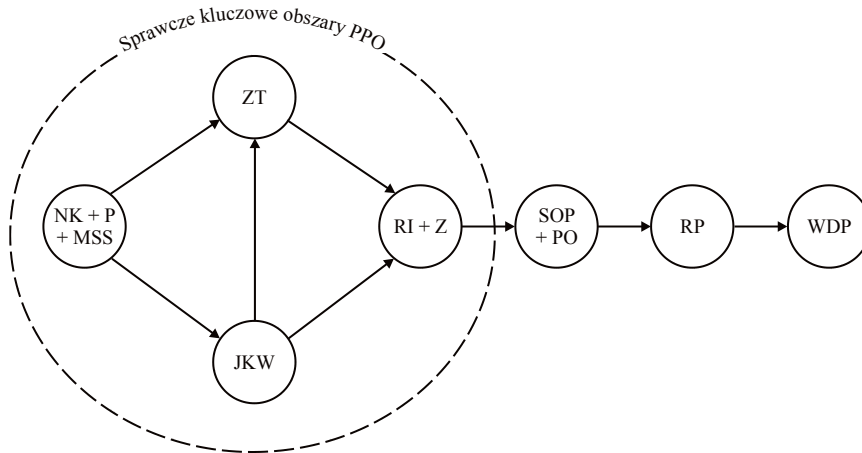 Sprawcze kluczowe obszary PPO
ZT
NK + P
+ MSS
RI + Z
SOP
+ PO
RP
WDP
JKW